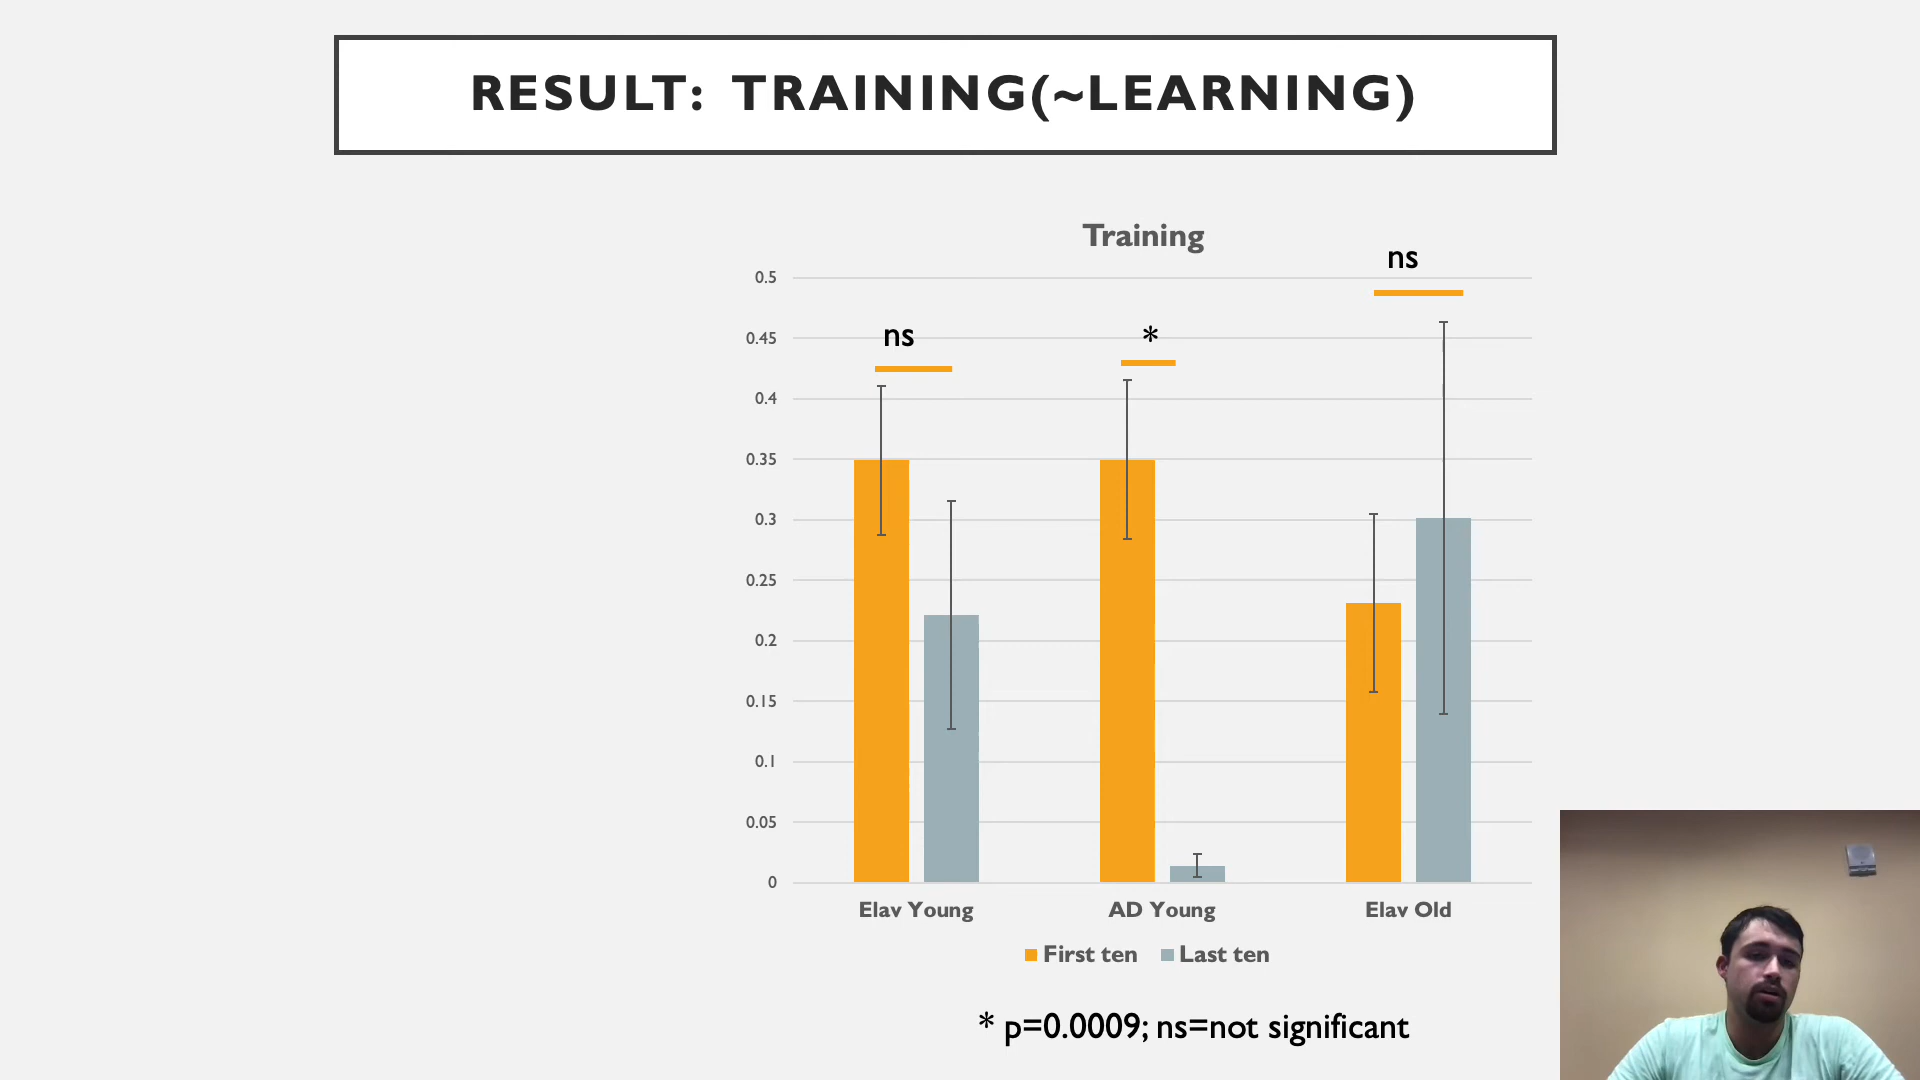 RESULT: TRAINING(~LEARNING)
Training
ns
0.5
ns
*
0.45
0.4
0.35
0.3
0.25
0.2
0.15
0.1
0.05
0
Elav Young AD Young Elav Old
First ten Last ten
* p=0.0009; ns=not significant